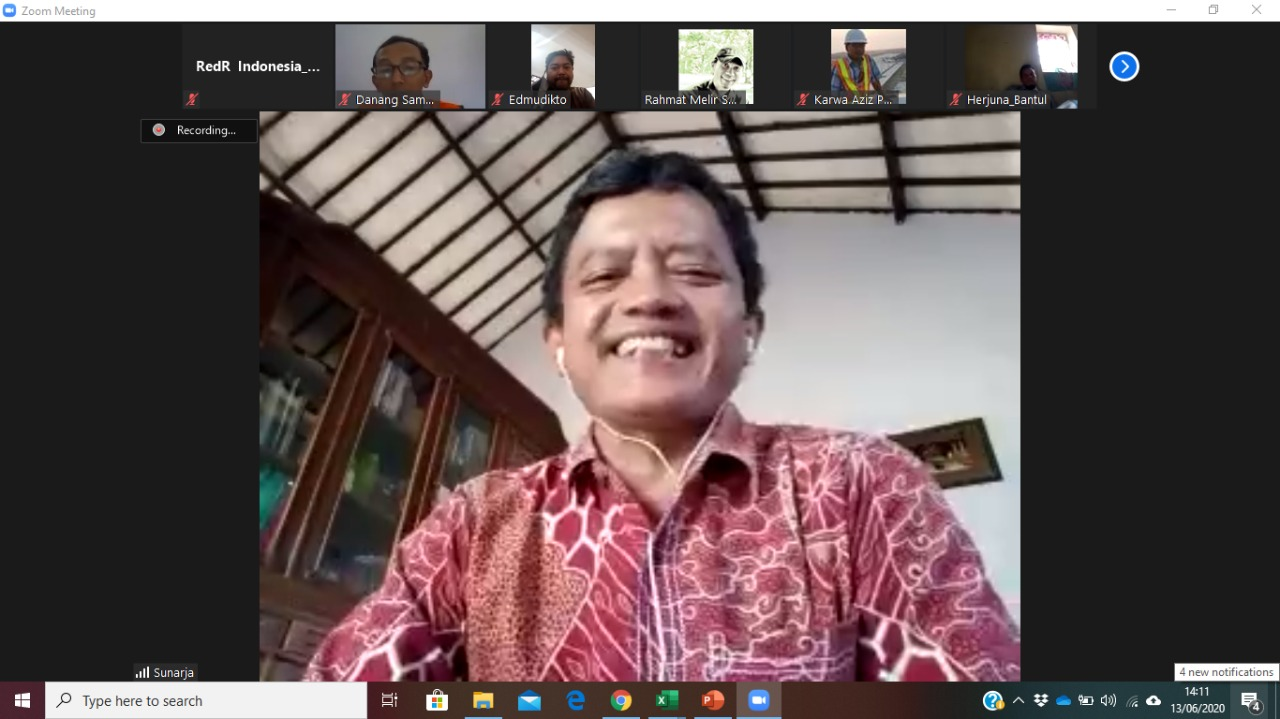 Zoom Meeting
RedR Indonesia_...
Danang Sam...
Edmudikto
Rahmat Melir S...
Karwa Aziz P...
Herjuna_Bantul
Recording...
Sunarja
4 new notifications
Type here to search
14:11
13/06/2020
4